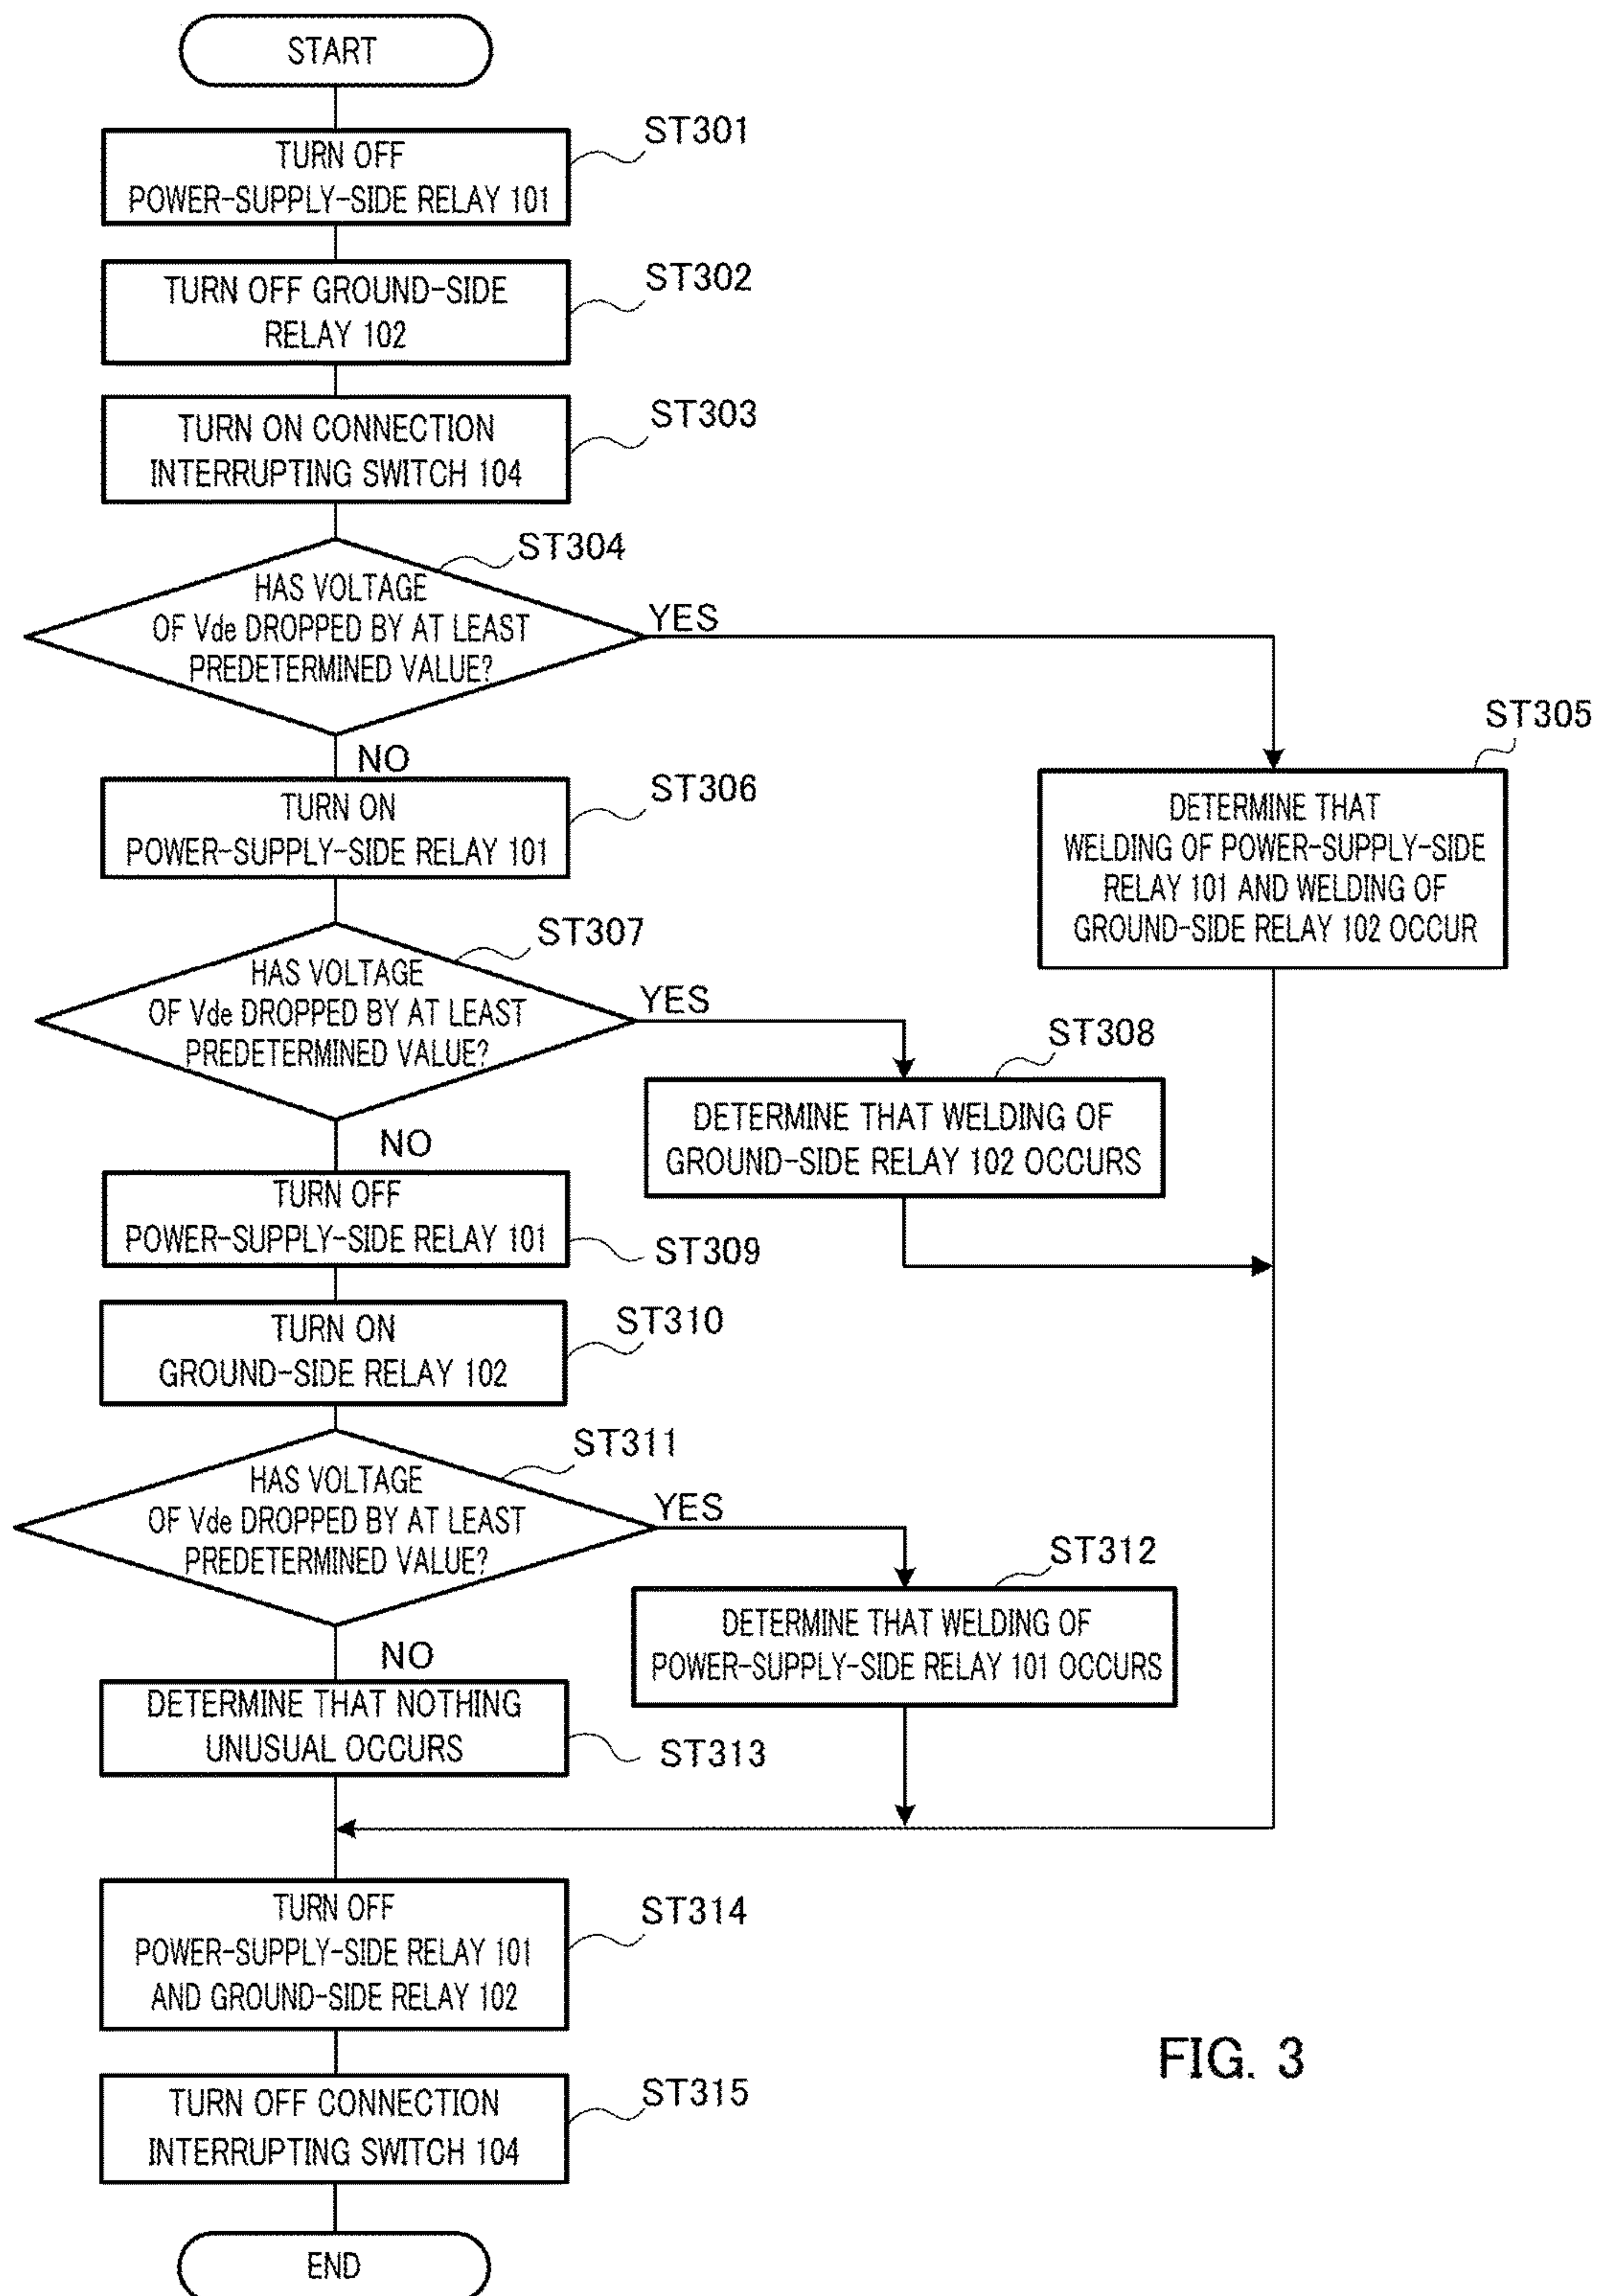 START
TURN OFF
POWER-SUPPLY-SIDE RELAY 101
ST301
TURN OFF GROUND-SIDE
RELAY 102
ST302
TURN ON CONNECTION
INTERRUPTING SWITCH 104
ST303
ST304
HAS VOLTAGE
OF Vde DROPPED BY AT LEAST
PREDETERMINED VALUE?
YES
NO
ST305
DETERMINE THAT
WELDING OF POWER-SUPPLY-SIDE
RELAY 101 AND WELDING OF
GROUND-SIDE RELAY 102 OCCUR
TURN ON
POWER-SUPPLY-SIDE RELAY 101
ST306
ST307
HAS VOLTAGE
OF Vde DROPPED BY AT LEAST
PREDETERMINED VALUE?
YES
NO
ST308
DETERMINE THAT WELDING OF
GROUND-SIDE RELAY 102 OCCURS
TURN OFF
POWER-SUPPLY-SIDE RELAY 101
ST309
TURN ON
GROUND-SIDE RELAY 102
ST310
ST311
HAS VOLTAGE
OF Vde DROPPED BY AT LEAST
PREDETERMINED VALUE?
YES
NO
ST312
DETERMINE THAT WELDING OF
POWER-SUPPLY-SIDE RELAY 101 OCCURS
DETERMINE THAT NOTHING
UNUSUAL OCCURS
ST313
TURN OFF
POWER-SUPPLY-SIDE RELAY 101
AND GROUND-SIDE RELAY 102
ST314
TURN OFF CONNECTION
INTERRUPTING SWITCH 104
ST315
END
FIG. 3